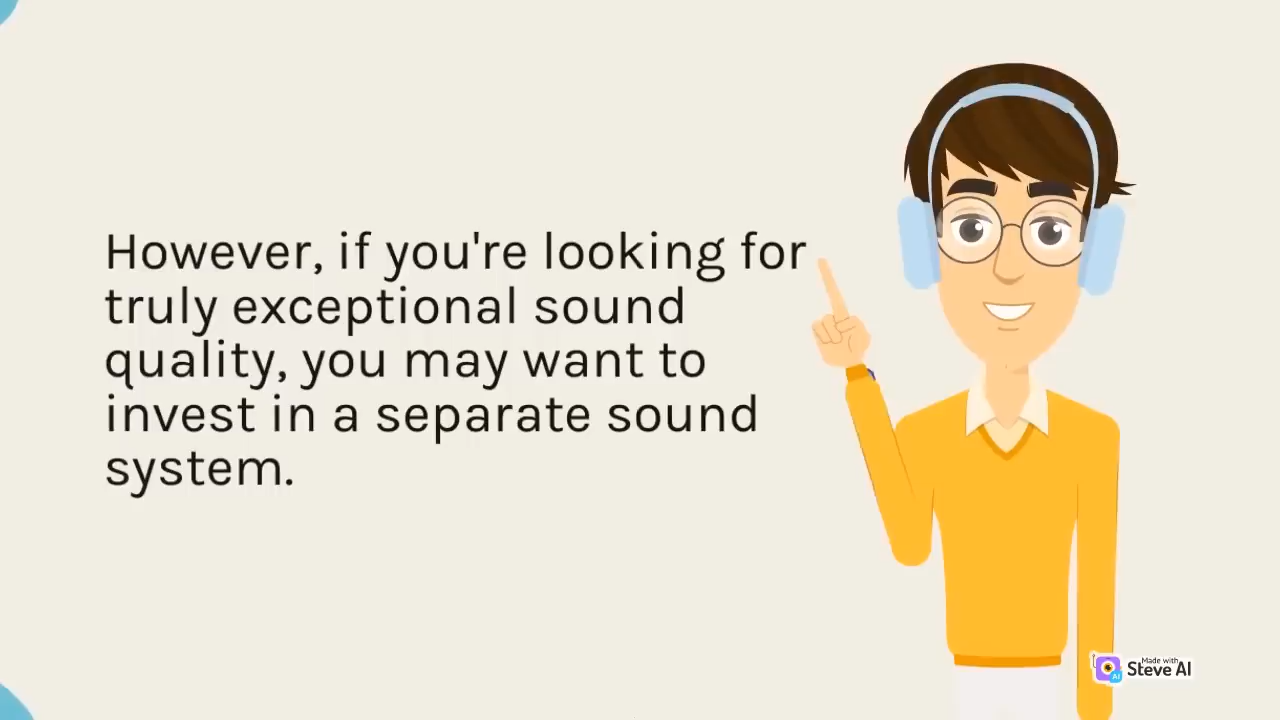 However, if you're looking for
truly exceptional sound
quality, you may want to
invest in a separate sound
system.
Made with
Steve AI
AI